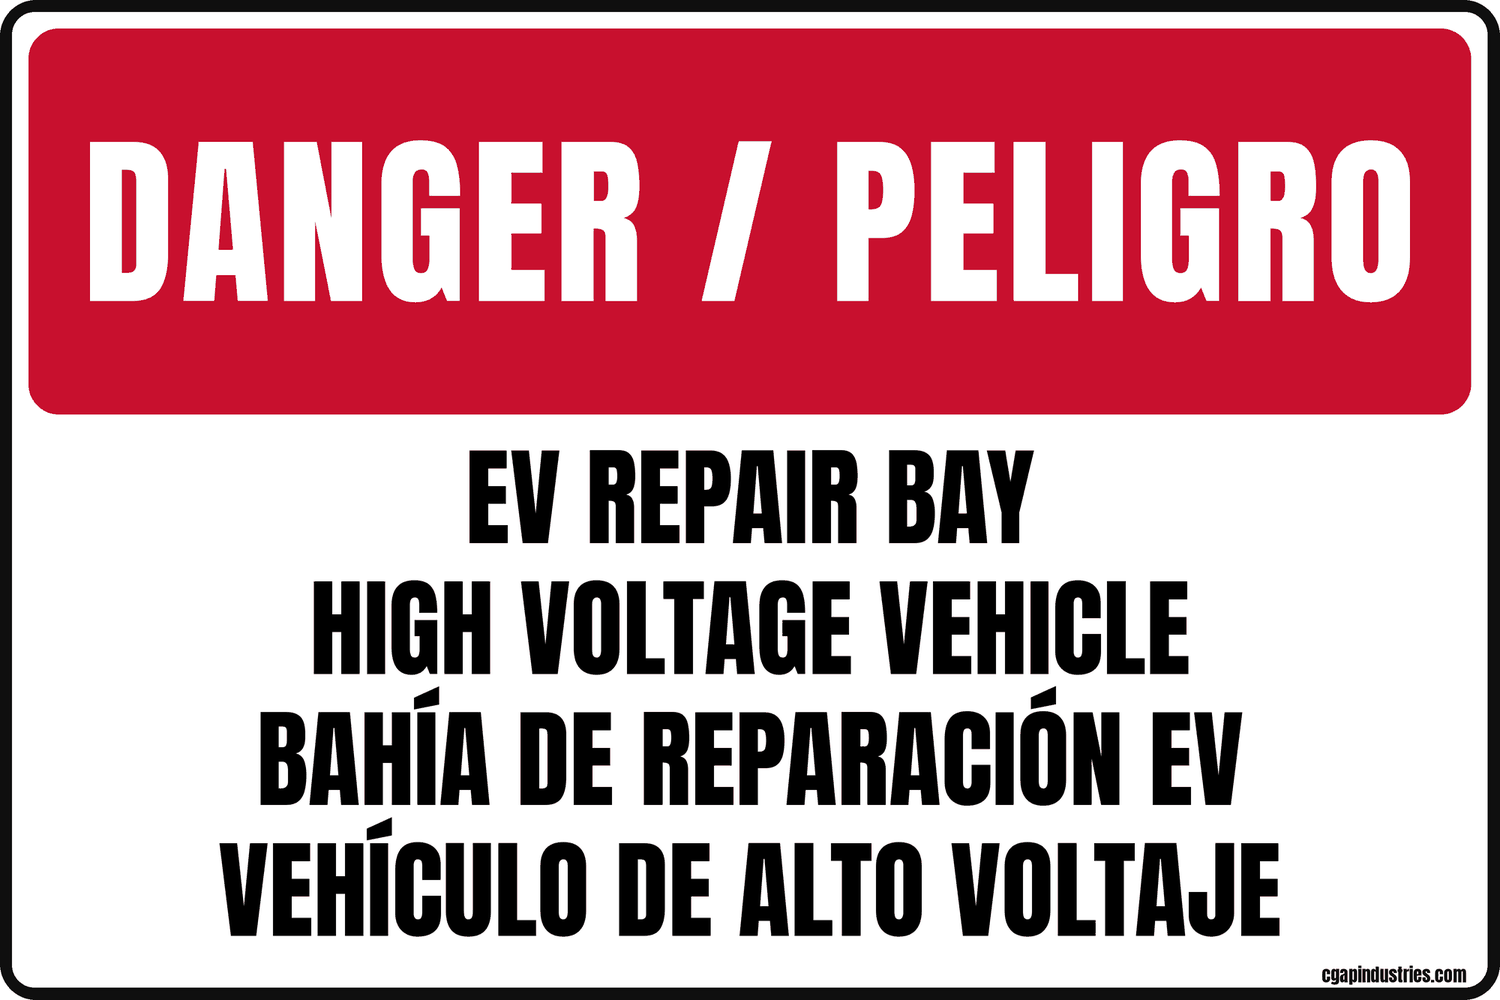 DANGER / PELIGRO
EV REPAIR BAY
HIGH VOLTAGE VEHICLE
BAHÍA DE REPARACIÓN EV
VEHÍCULO DE ALTO VOLTAJE
cgapindustries.com